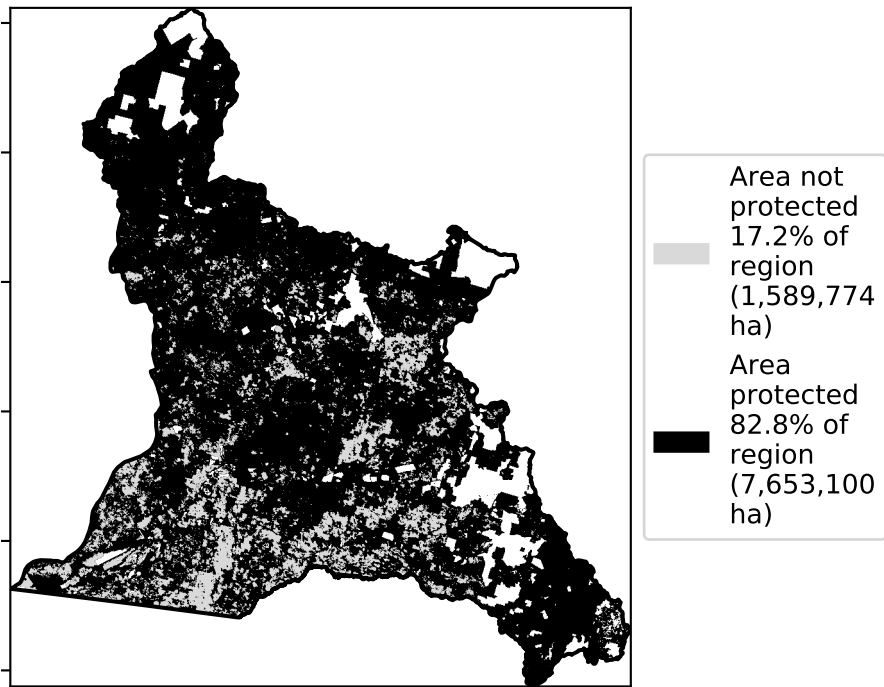 Area not
protected
17.2% of
region
(1,589,774
ha)
Area
protected
82.8% of
region
(7,653,100
ha)